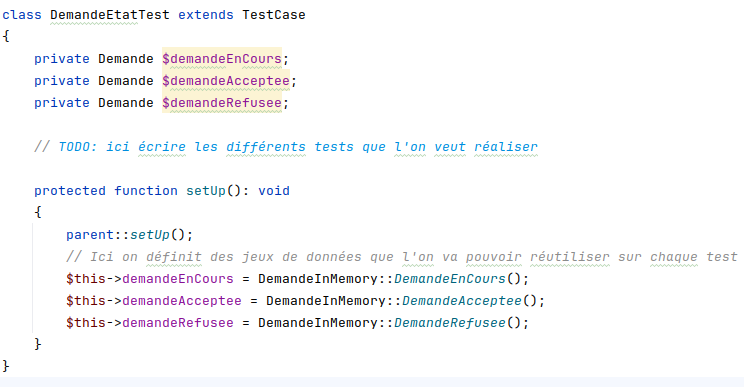 class DemandeEtatTest extends TestCase
{
    private Demande $demandeEnCours;
    private Demande $demandeAcceptee;
    private Demande $demandeRefusee;

    // TODO: ici écrire les différents tests que l'on veut réaliser

    protected function setUp(): void
    {
        parent::setUp();
        // Ici on définit des jeux de données que l'on va pouvoir réutiliser sur chaque test
        $this->demandeEnCours = DemandeInMemory::DemandeEnCours();
        $this->demandeAcceptee = DemandeInMemory::DemandeAcceptee();
        $this->demandeRefusee = DemandeInMemory::DemandeRefusee();
    }
}